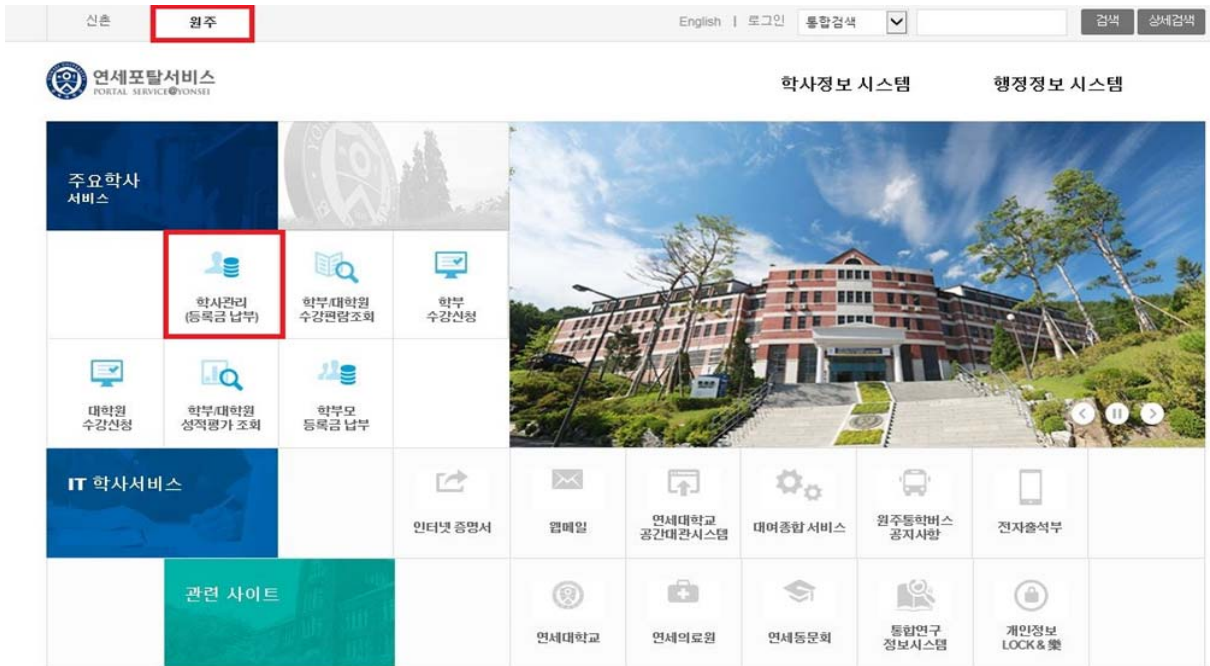 신촌
원주
English | 로그인 통합검색 검색 상세검색
연세포탈서비스
PORTAL SERVICE@YONSEI
학사정보 시스템 행정정보 시스템
주요학사
서비스
학사관리
(등록금 납부)
학부/대학원
수강편람조회
학부
수강신청
대학원
수강신청
학부/대학원
성적평가 조회
학부모
등록금 납부
IT 학사서비스
인터넷 증명서
웹메일
연세대학교
공간대관시스템
대여종합 서비스
원주통학버스
공지사항
전자출석부
관련 사이트
연세대학교
연세의료원
연세동문회
통합연구
정보시스템
개인정보
LOCK & 樂